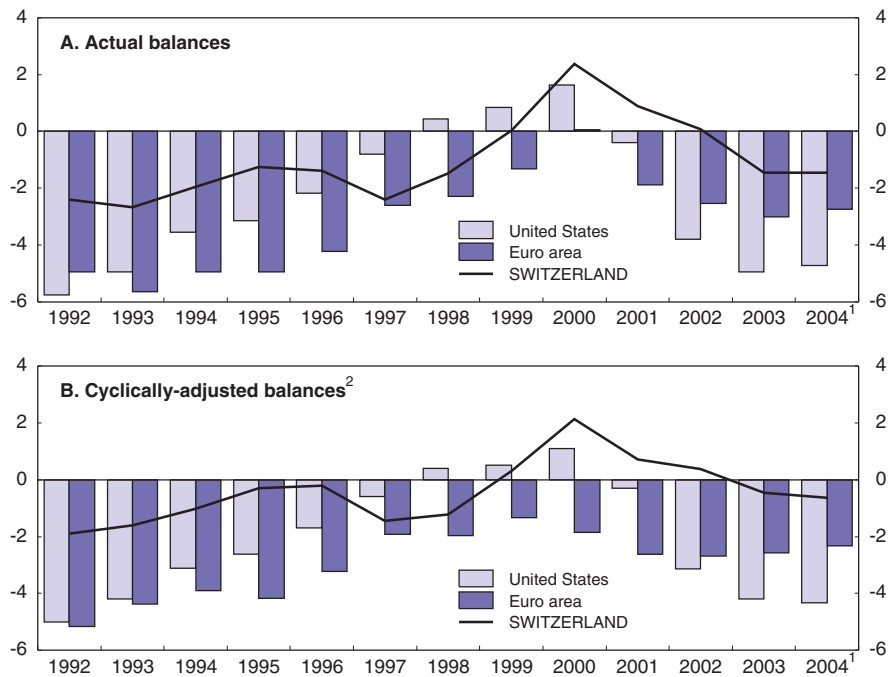 A. Actual balances
4 4
2 2
0 0
-2 -2
-4 -4
-6 -6
United States
Euro area
SWITZERLAND
1992 1993 1994 1995 1996 1997 1998 1999 2000 2001 2002 2003 2004¹
B. Cyclically-adjusted balances²
4 4
2 2
0 0
-2 -2
-4 -4
-6 -6
United States
Euro area
SWITZERLAND
1992 1993 1994 1995 1996 1997 1998 1999 2000 2001 2002 2003 2004¹